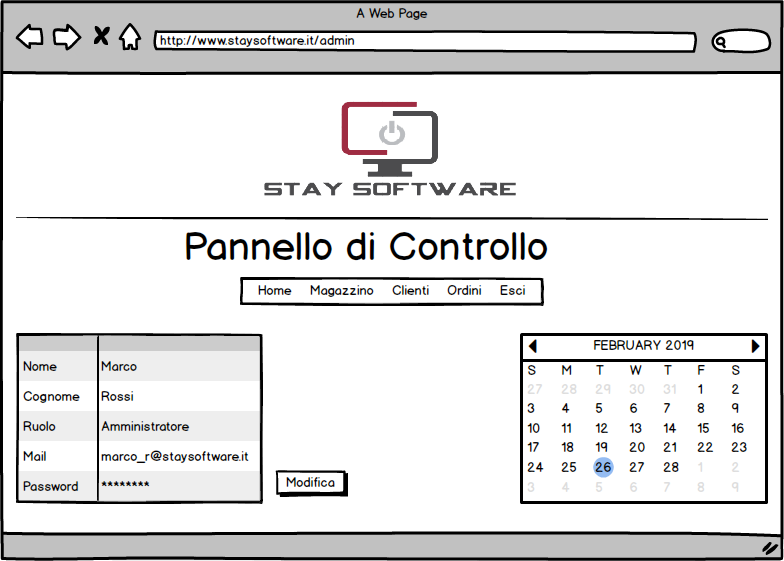 A Web Page
http://www.staysoftware.it/admin
STAY SOFTWARE
Pannello di Controllo
Home Magazzino Clienti Ordini Esci
Nome Marco
Cognome Rossi
Ruolo Amministratore
Mail marco_r@staysoftware.it
Password ********
Modifica
FEBRUARY 2019
S M T W T F S
27 28 29 30 31 1 2
3 4 5 6 7 8 9
10 11 12 13 14 15 16
17 18 19 20 21 22 23
24 25 26 27 28 1 2
3 4 5 6 7 8 9